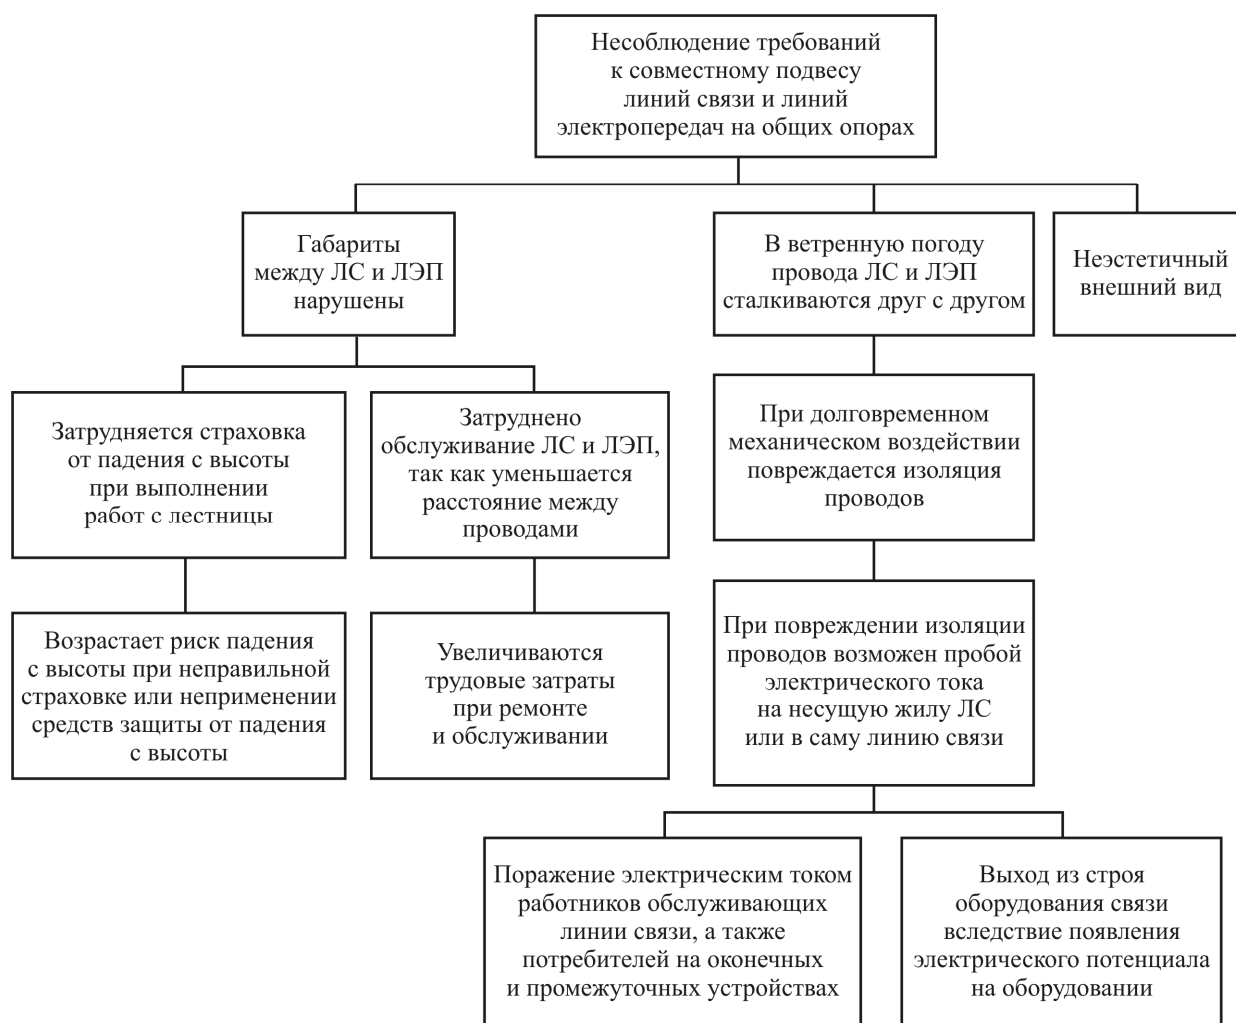 Несоблюдение требований
к совместному подвесу
линий связи и линий
электропередач на общих опорах
Габариты
между ЛС и ЛЭП
нарушены
В ветренную погоду
провода ЛС и ЛЭП
сталкиваются друг с другом
Неэстетичный
внешний вид
Затрудняется страховка
от падения с высоты
при выполнении
работ с лестницы
Затруднено
обслуживание ЛС и ЛЭП,
так как уменьшается
расстояние между
проводами
При долговременном
механическом воздействии
повреждается изоляция
проводов
Возрастает риск падения
с высоты при неправильной
страховке или неприменении
средств защиты от падения
с высоты
Увеличиваются
трудовые затраты
при ремонте
и обслуживании
При повреждении изоляции
проводов возможен пробой
электрического тока
на несущую жилу ЛС
или в саму линию связи
Поражение электрическим током
работников обслуживающих
линии связи, а также
потребителей на оконечных
и промежуточных устройствах
Выход из строя
оборудования связи
вследствие появления
электрического потенциала
на оборудовании